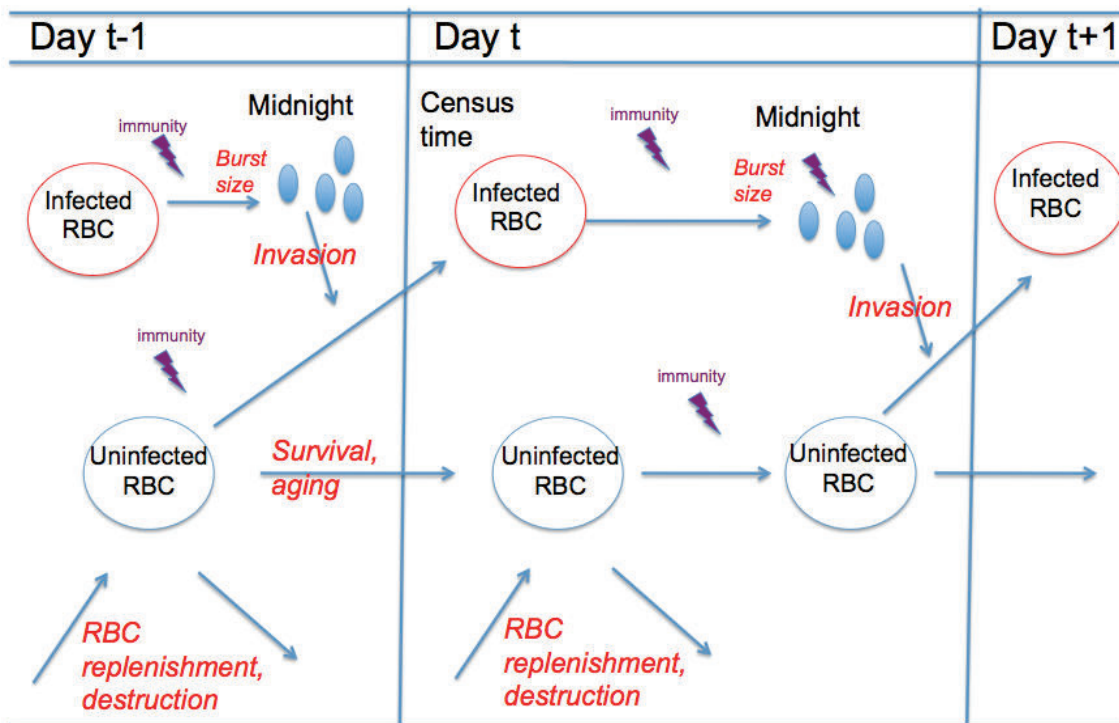 Day t-1
Day t
Day t+1
immunity
Midnight
Burst
size
Infected
RBC
Invasion
immunity
Uninfected
RBC
Survival,
aging
RBC
replenishment,
destruction
Census
time
immunity
Midnight
Burst
size
Infected
RBC
Invasion
immunity
Uninfected
RBC
Uninfected
RBC
RBC
replenishment,
destruction
Infected
RBC